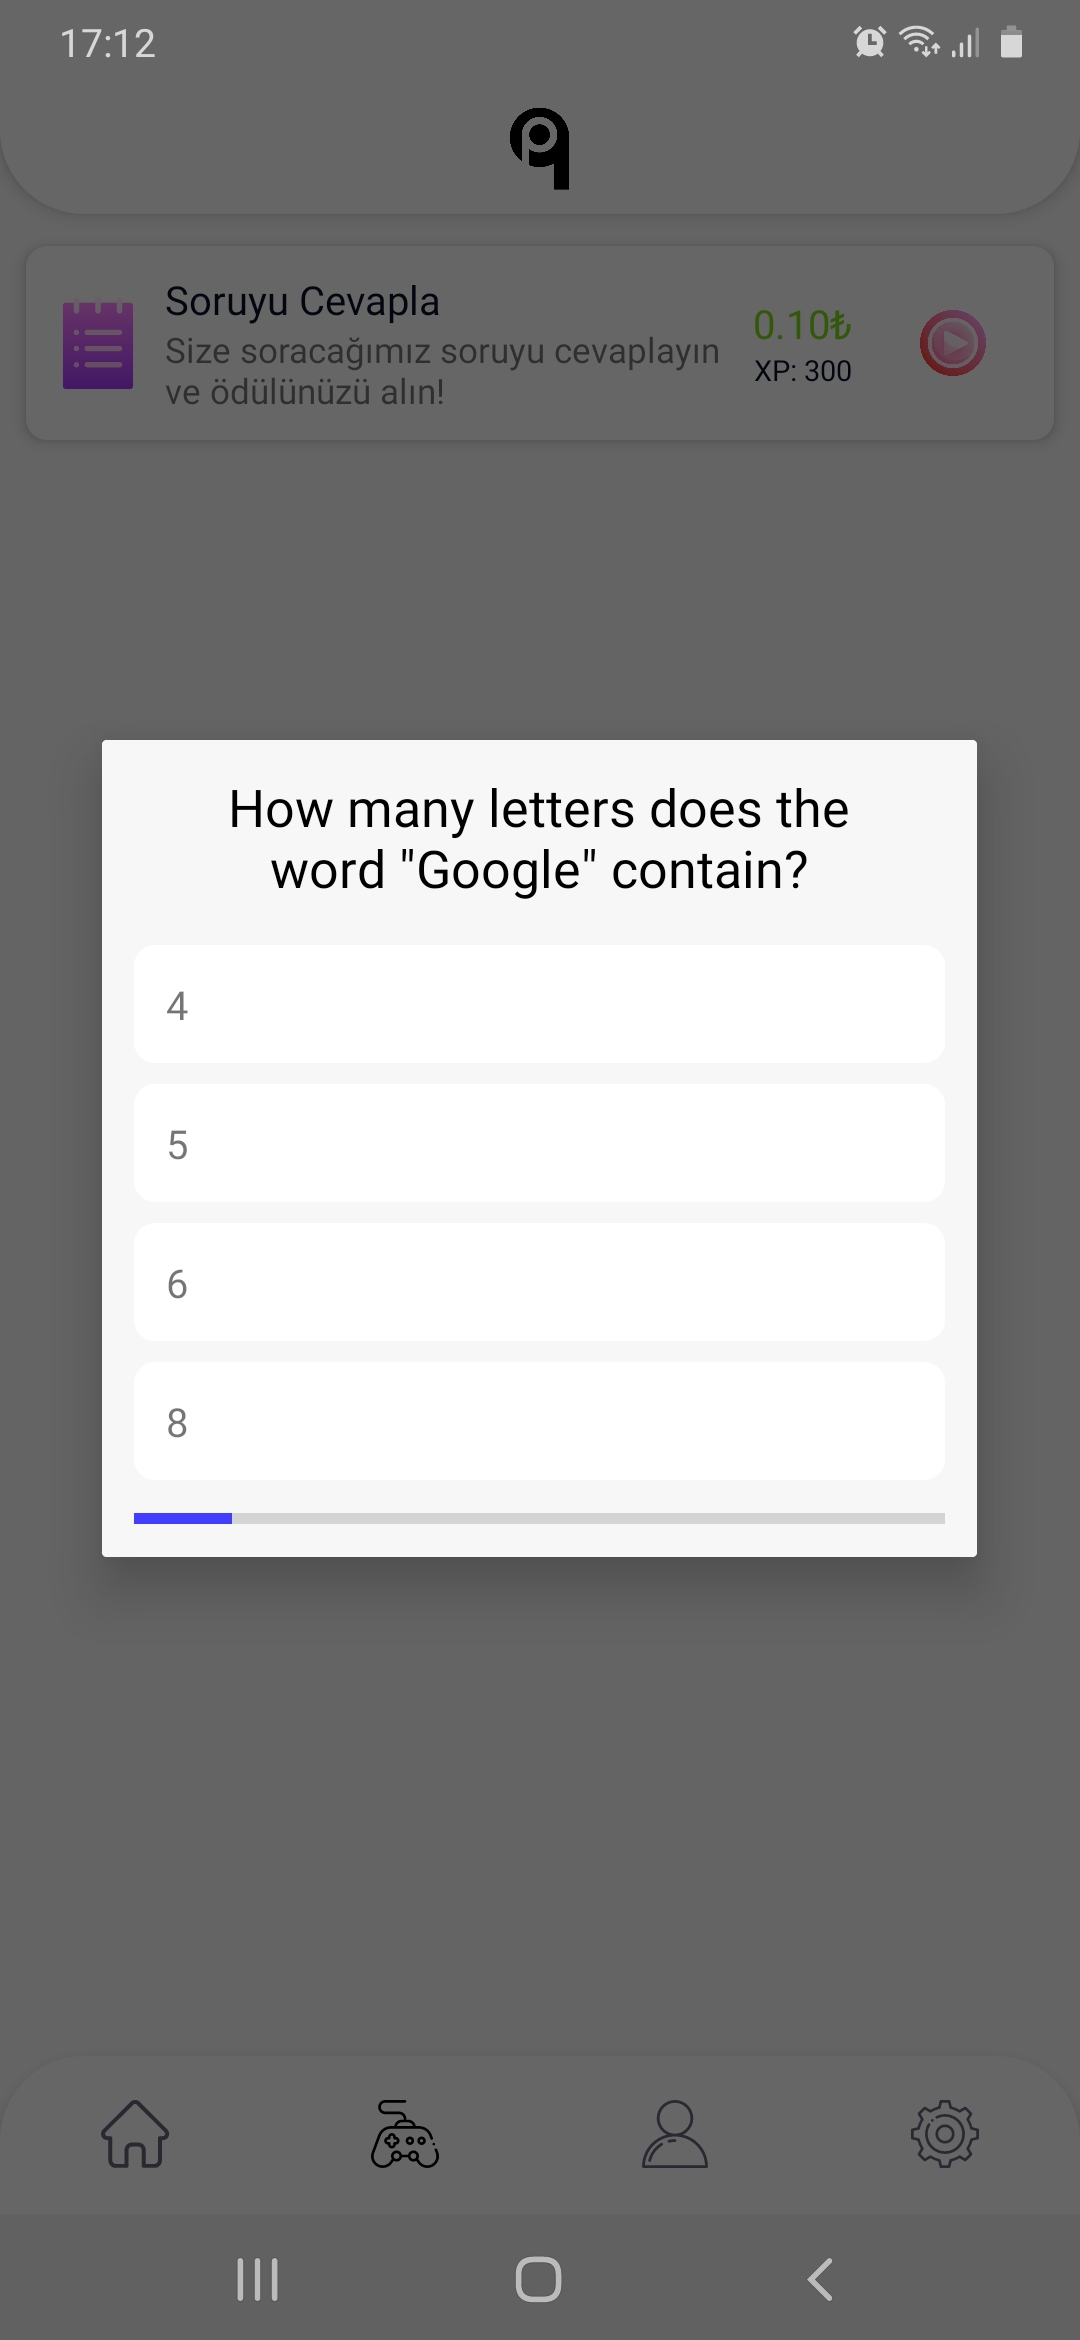 17:12
Soruyu Cevapla
Size soracağımız soruyu cevaplayın
ve ödülünüzü alın!
0.10₺
XP: 300
How many letters does the
word "Google" contain?
4
5
6
8